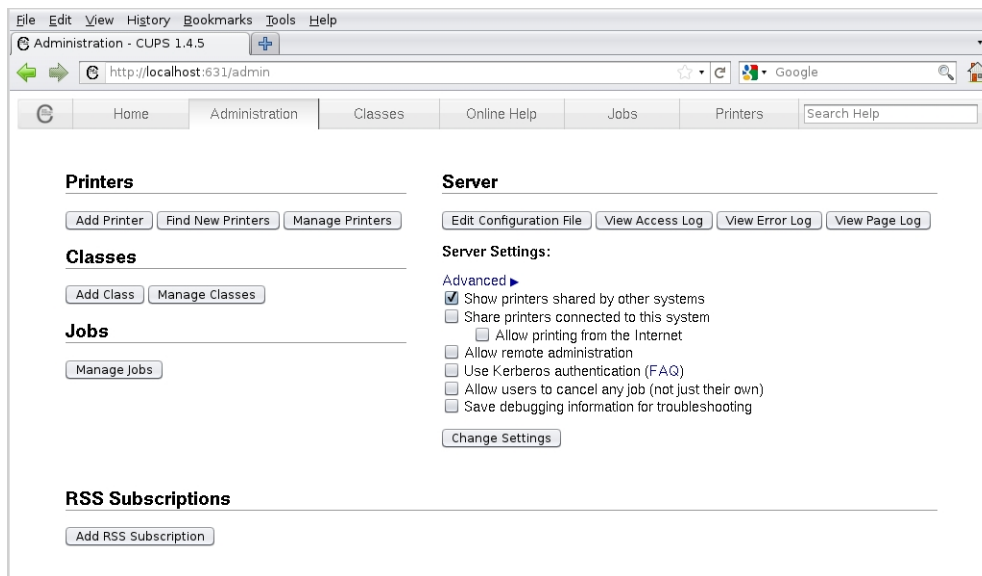 File Edit View History Bookmarks Tools Help
Administration - CUPS 1.4.5
http://localhost:631/admin
Google
Home Administration Classes Online Help Jobs Printers Search Help
Printers
Add Printer Find New Printers Manage Printers
Classes
Add Class Manage Classes
Jobs
Manage Jobs
Server
Edit Configuration File View Access Log View Error Log View Page Log
Server Settings:
Advanced ▶
Show printers shared by other systems
Share printers connected to this system
Allow printing from the Internet
Allow remote administration
Use Kerberos authentication (FAQ)
Allow users to cancel any job (not just their own)
Save debugging information for troubleshooting
Change Settings
RSS Subscriptions
Add RSS Subscription